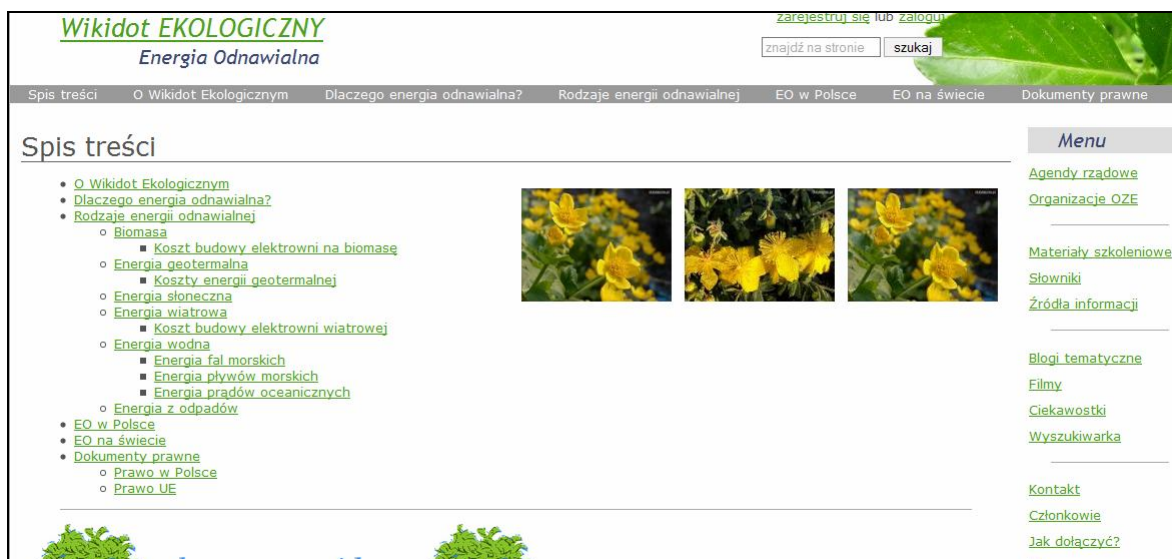 Wikidot EKOLOGICZNY
Energia Odnawialna
zarejestruj się lub zaloguj
znajdź na stronie szukaj
Spis treści O Wikidot Ekologicznym Dlaczego energia odnawialna? Rodzaje energii odnawialnej EO w Polsce EO na świecie Dokumenty prawne
Spis treści
O Wikidot Ekologicznym
Dlaczego energia odnawialna?
Rodzaje energii odnawialnej
Biomasa
Koszt budowy elektrowni na biomasę
Energia geotermalna
Koszty energii geotermalnej
Energia słoneczna
Energia wiatrowa
Koszt budowy elektrowni wiatrowej
Energia wodna
Energia fal morskich
Energia pływów morskich
Energia prądów oceanicznych
Energia z odpadów
EO w Polsce
EO na świecie
Dokumenty prawne
Prawo w Polsce
Prawo UE
Menu
Agendy rządowe
Organizacje OZE
Materiały szkoleniowe
Słowniki
Źródła informacji
Blogi tematyczne
Filmy
Ciekawostki
Wyszukiwarka
Kontakt
Członkowie
Jak dołączyć?